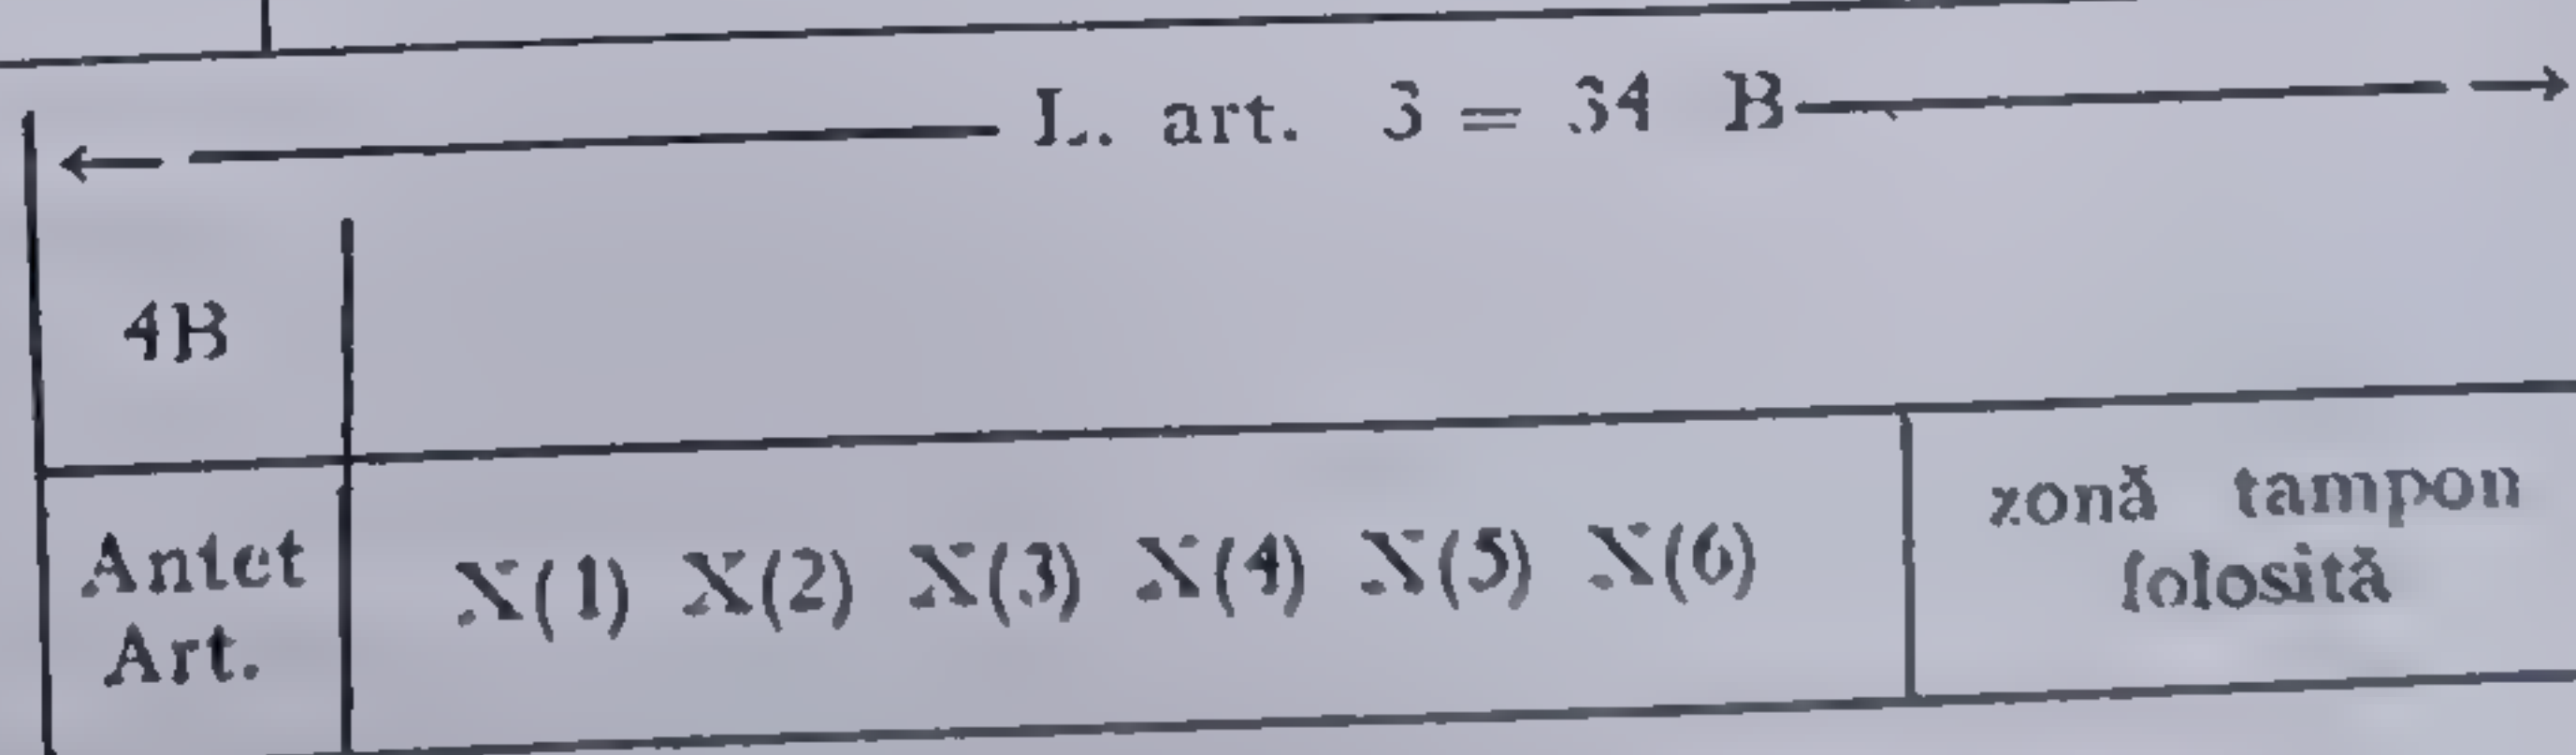 L. art. 3 = 34 B
4B
Antet
Art.
X(1) X(2) X(3) X(4) X(5) X(6)
zonă tampon
folosită